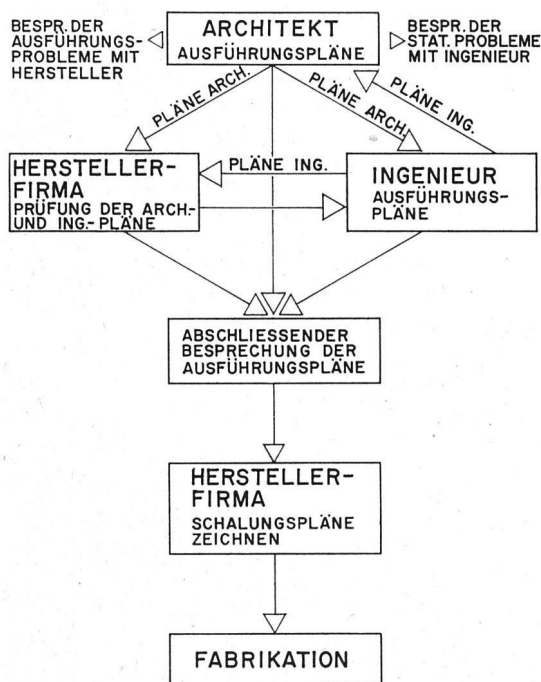 BESPR. DER
AUSFÜHRUNGS-
PROBLEME MIT
HERSTELLER
ARCHITEKT
AUSFÜHRUNGSPLÄNE
BESPR. DER
STAT. PROBLEME
MIT INGENIEUR
PLÄNE ARCH.
PLÄNE ARCH.
PLÄNE ING.
HERSTELLER-
FIRMA
PRÜFUNG DER ARCH.-
UND ING.-PLÄNE
PLÄNE ING.
INGENIEUR
AUSFÜHRUNGS-
PLÄNE
ABSCHLIESSENDER
BESPRECHUNG DER
AUSFÜHRUNGSPLÄNE
HERSTELLER-
FIRMA
SCHALUNGSPLÄNE
ZEICHNEN
FABRIKATION